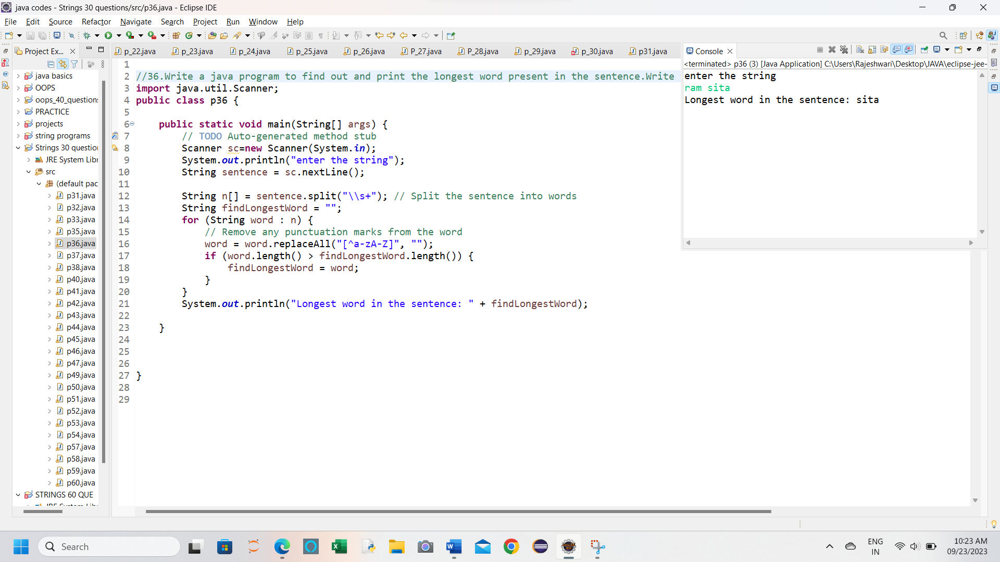 java codes - Strings 30 questions/src/p36.java - Eclipse IDE
File Edit Source Refactor Navigate Search Project Run Window Help
Project Ex...
p_22.java p_23.java p_24.java p_25.java p_26.java P_27.java P_28.java p_29.java p_30.java p31.java
java basics
OOPS
oops_40_questions
PRACTICE
projects
string programs
Strings 30 question
JRE System Libr
src
(default pac
p31.java
p32.java
p33.java
p35.java
p36.java
p37.java
p38.java
p40.java
p41.java
p42.java
p43.java
p44.java
p45.java
p46.java
p47.java
p49.java
p50.java
p51.java
p52.java
p53.java
p54.java
p57.java
p58.java
p59.java
p60.java
STRINGS 60 QUE
JRE System Libr
1
2 //36.Write a java program to find out and print the longest word present in the sentence.Write
3 import java.util.Scanner;
4 public class p36 {
5
6 public static void main(String[] args) {
7 // TODO Auto-generated method stub
8 Scanner sc=new Scanner(System.in);
9 System.out.println("enter the string");
10 String sentence = sc.nextLine();
11
12 String n[] = sentence.split("\\s+"); // Split the sentence into words
13 String findLongestWord = "";
14 for (String word : n) {
15 // Remove any punctuation marks from the word
16 word = word.replaceAll("[^a-zA-Z]", "");
17 if (word.length() > findLongestWord.length()) {
18 findLongestWord = word;
19 }
20 }
21 System.out.println("Longest word in the sentence: " + findLongestWord);
22
23 }
24
25
26
27 }
28
29
Console
<terminated> p36 (3) [Java Application] C:\Users\Rajeshwari\Desktop\JAVA\eclipse-jee-
enter the string
ram sita
Longest word in the sentence: sita
Search
ENG
IN
10:23 AM
09/23/2023